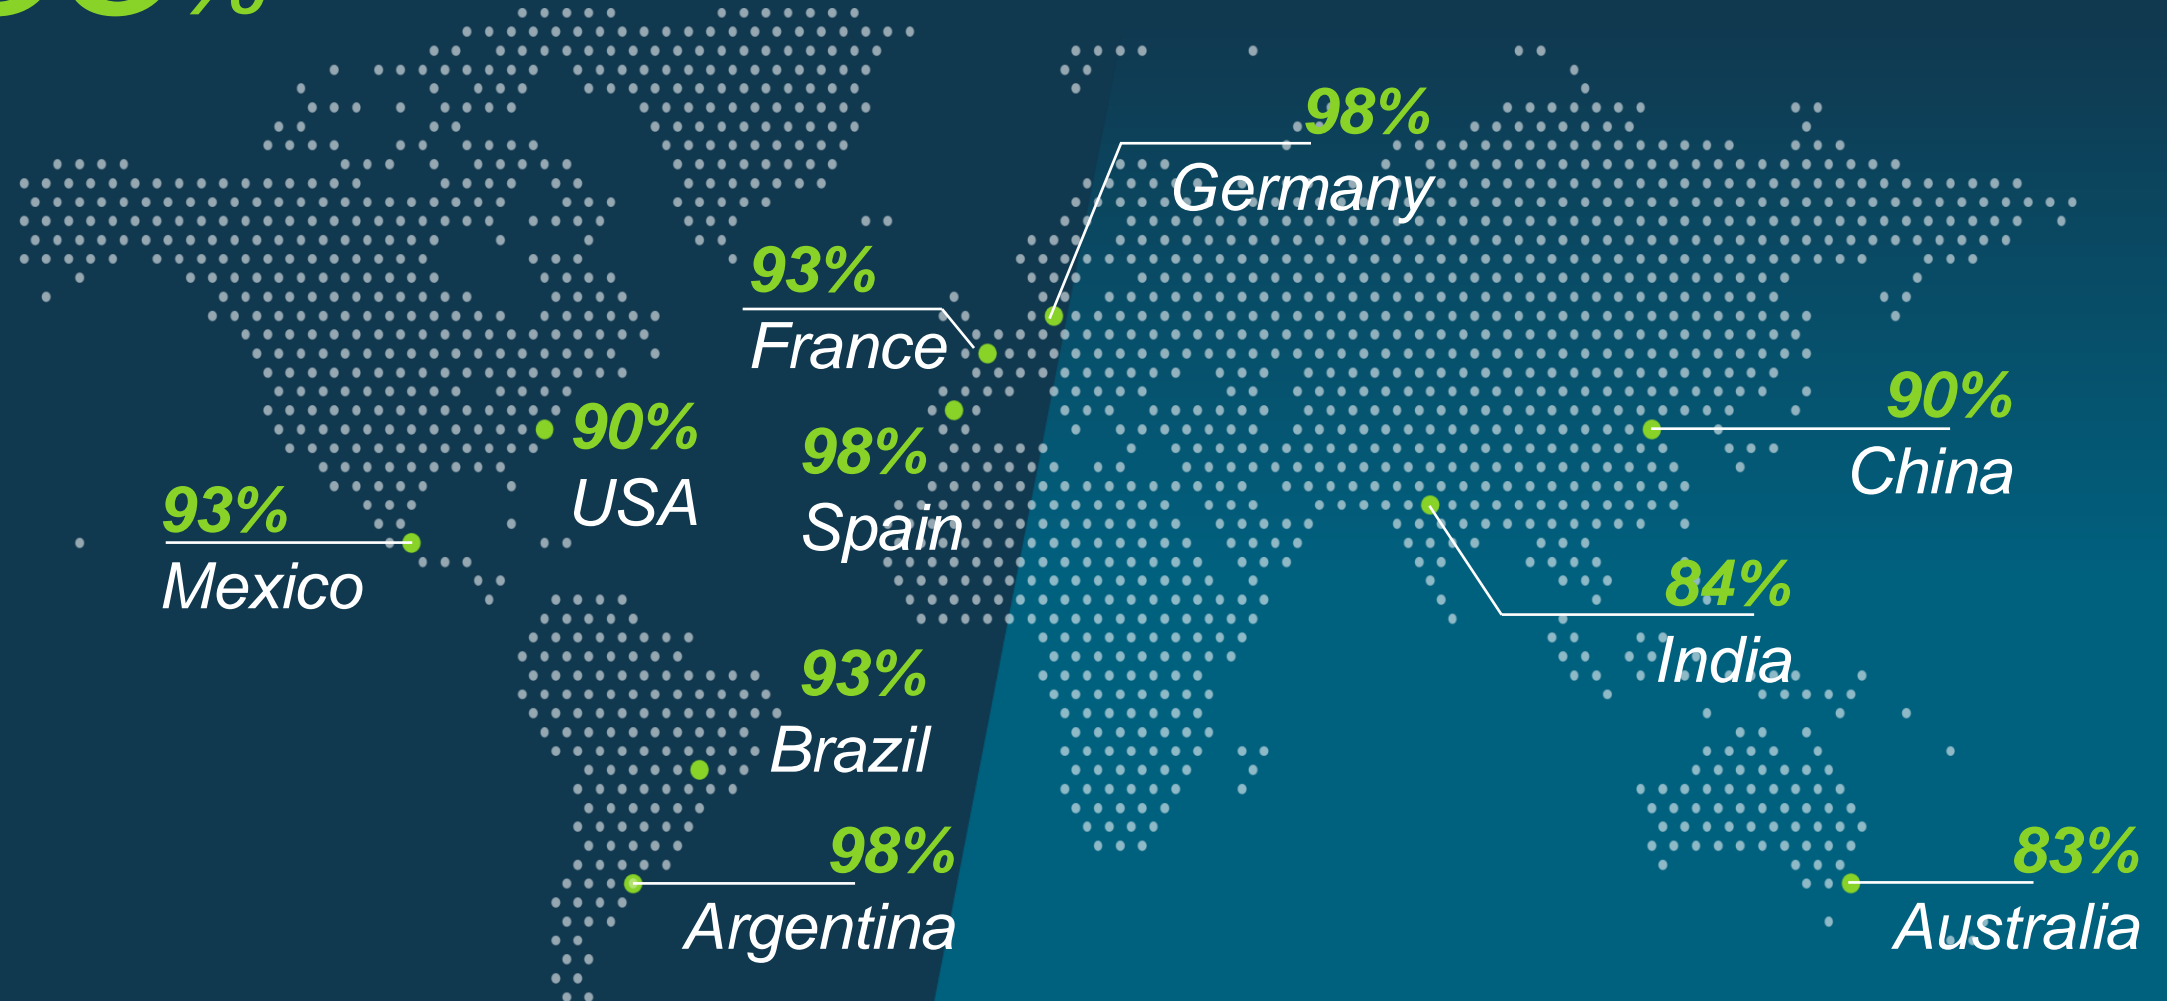 98%
Germany
93%
France
90%
China
90%
USA
98%
Spain
93%
Mexico
84%
India
93%
Brazil
98%
Argentina
83%
Australia